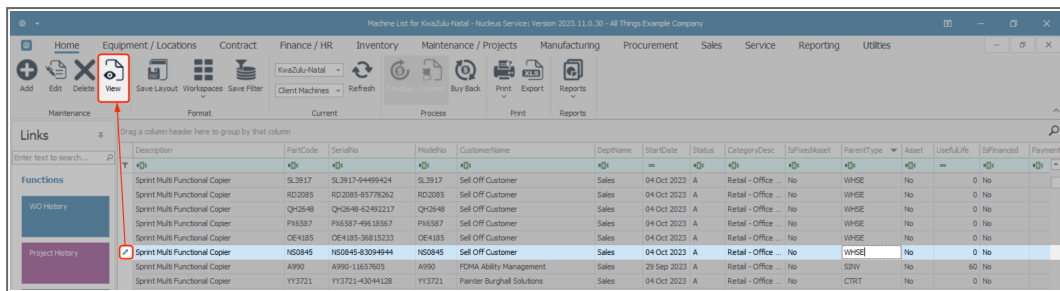 Machine List for KwaZulu-Natal - Nucleus Service: Version 2023.11.0.30 - All Things Example Company
Home Equipment / Locations Contract Finance / HR Inventory Maintenance / Projects Manufacturing Procurement Sales Service Reporting Utilities
KwaZulu-Natal
Client Machines
Add Edit Delete View Save Layout Workspaces Save Filter Refresh Buy Back Print Export Reports
Maintenance Format Current Process Print Reports
Links
Drag a column header here to group by that column
Enter text to search...
Description PartCode SerialNo ModelNo CustomerName DeptName StartDate Status CategoryDesc IsFixedAsset ParentType Asset UsefulLife IsFinanced Payment
Functions
WO History
Project History
Sprint Multi Functional Copier SL3917 SL3917-94499424 SL3917 Sell Off Customer Sales 04 Oct 2023 A Retail - Office ... No WHSE No 0 No
Sprint Multi Functional Copier RD2085 RD2085-85778262 RD2085 Sell Off Customer Sales 04 Oct 2023 A Retail - Office ... No WHSE No 0 No
Sprint Multi Functional Copier QH2648 QH2648-62492217 QH2648 Sell Off Customer Sales 04 Oct 2023 A Retail - Office ... No WHSE No 0 No
Sprint Multi Functional Copier PX6587 PX6587-49618567 PX6587 Sell Off Customer Sales 04 Oct 2023 A Retail - Office ... No WHSE No 0 No
Sprint Multi Functional Copier OE4185 OE4185-36815233 OE4185 Sell Off Customer Sales 04 Oct 2023 A Retail - Office ... No WHSE No 0 No
Sprint Multi Functional Copier NS0845 NS0845-83094944 NS0845 Sell Off Customer Sales 04 Oct 2023 A Retail - Office ... No WHSE No 0 No
Sprint Multi Functional Copier A990 A990-11657605 A990 FDMA Ability Management Sales 29 Sep 2023 A Retail - Office ... No SINV No 60 No
Sprint Multi Functional Copier YY3721 YY3721-43044128 YY3721 Painter Burghall Solutions Sales 04 Oct 2023 A Retail - Office ... No CTRT No 0 No